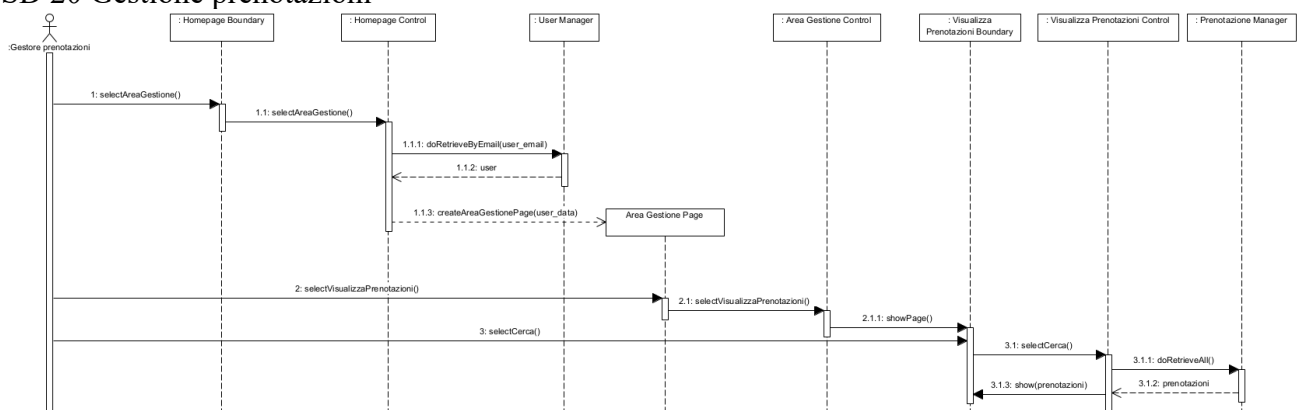 SD 20 Gestione prenotazioni
: Homepage Boundary
: Homepage Control
: User Manager
: Area Gestione Control
: Visualizza
Prenotazioni Boundary
: Visualizza Prenotazioni Control
: Prenotazione Manager
:Gestore prenotazioni
1: selectAreaGestione()
1.1: selectAreaGestione()
1.1.1: doRetrieveByEmail(user_email)
1.1.2: user
1.1.3: createAreaGestionePage(user_data)
Area Gestione Page
2: selectVisualizzaPrenotazioni()
2.1: selectVisualizzaPrenotazioni()
2.1.1: showPage()
3: selectCerca()
3.1: selectCerca()
3.1.1: doRetrieveAll()
3.1.2: prenotazioni
3.1.3: show(prenotazioni)